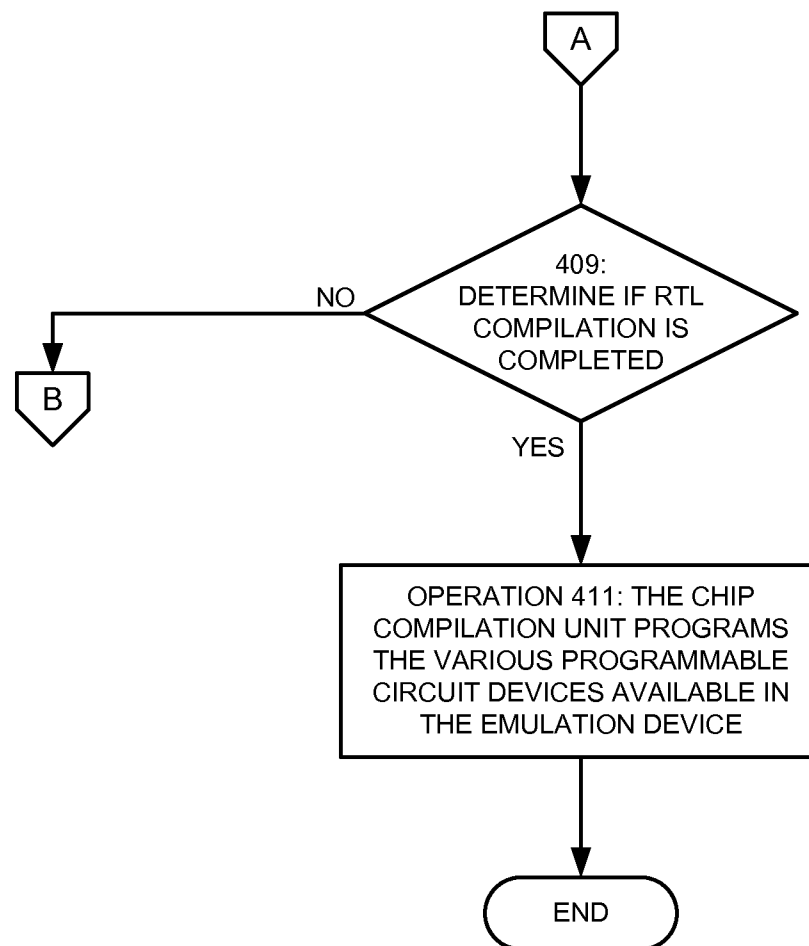 A
409:
DETERMINE IF RTL
COMPILATION IS
COMPLETED
NO
B
YES
OPERATION 411: THE CHIP
COMPILATION UNIT PROGRAMS
THE VARIOUS PROGRAMMABLE
CIRCUIT DEVICES AVAILABLE IN
THE EMULATION DEVICE
END